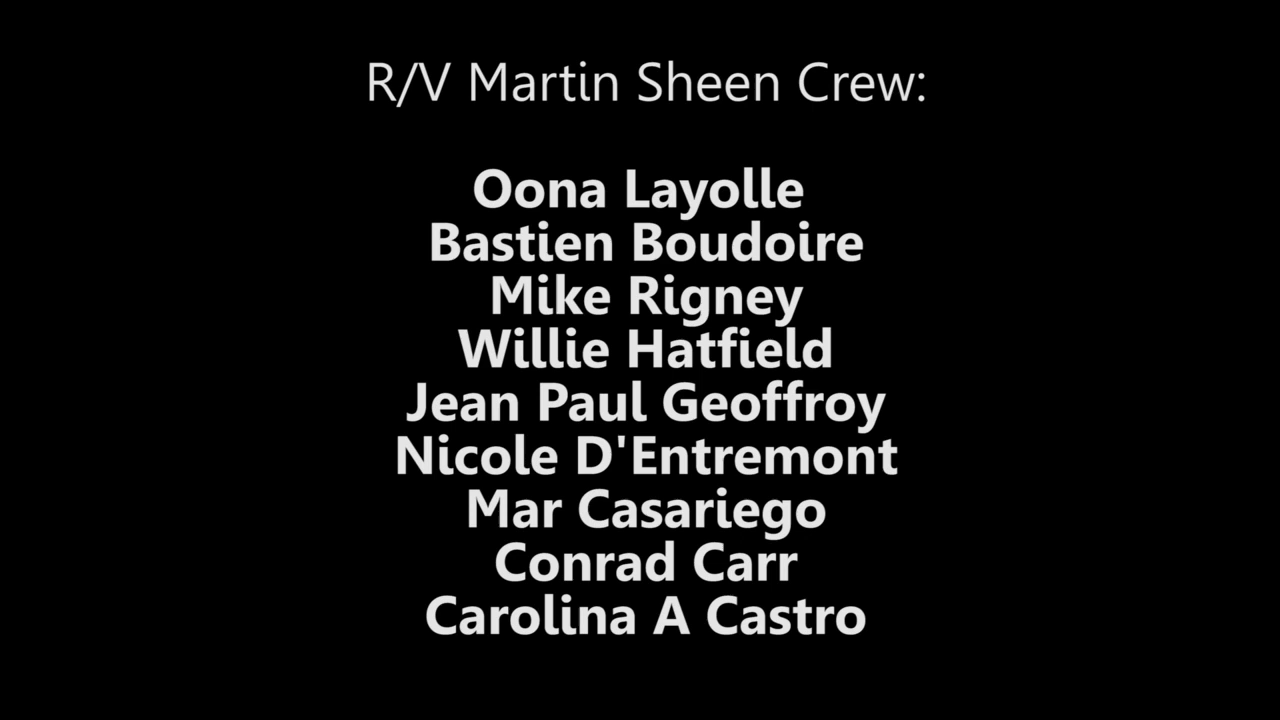 R/V Martin Sheen Crew:
Oona Layolle
Bastien Boudoire
Mike Rigney
Willie Hatfield
Jean Paul Geoffroy
Nicole D'Entremont
Mar Casariego
Conrad Carr
Carolina A Castro